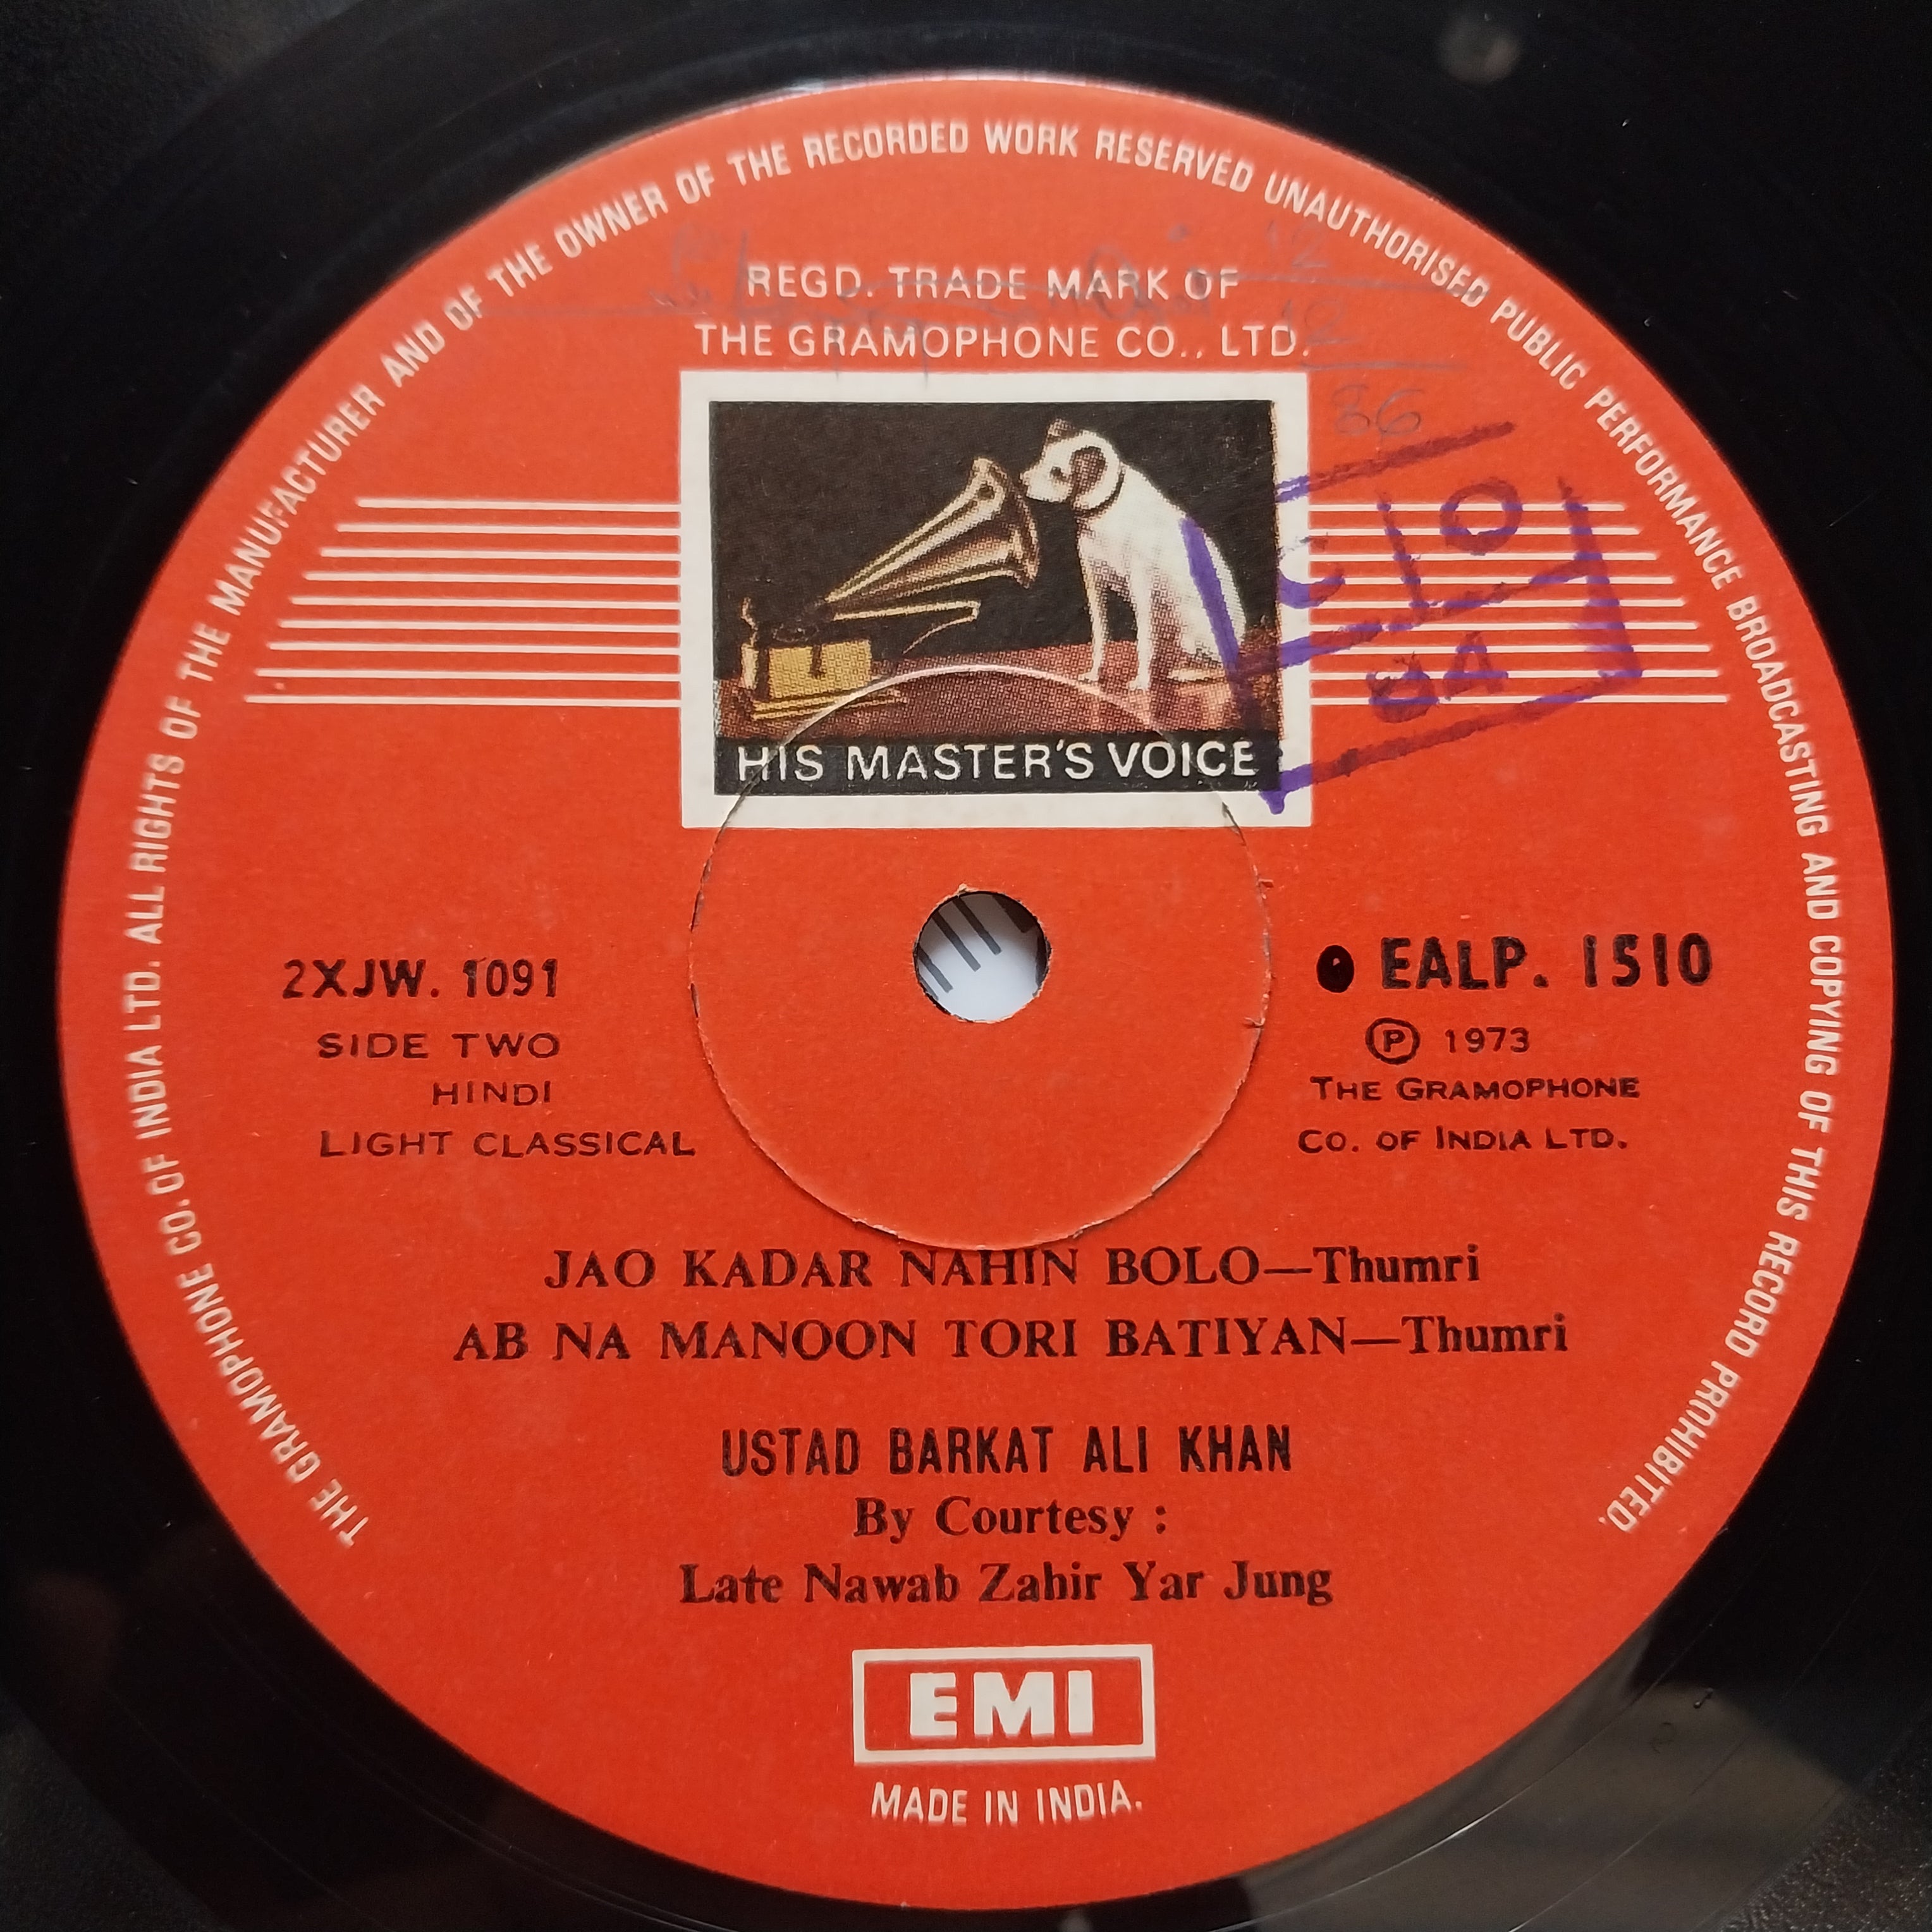 THE GRAMOPHONE CO. OF INDIA LTD. ALL RIGHTS OF THE MANUFACTURER AND OF THE OWNER OF THE RECORDED WORK RESERVED UNAUTHORISED PUBLIC PERFORMANCE BROADCASTING AND COPYING OF THIS RECORD PROHIBITED.
REGD. TRADE MARK OF
THE GRAMOPHONE CO., LTD.
86
HIS MASTER'S VOICE
2XJW. 1091
SIDE TWO
HINDI
LIGHT CLASSICAL
EALP. 1510
Ⓟ 1973
THE GRAMOPHONE
CO. OF INDIA LTD.
JAO KADAR NAHIN BOLO—Thumri
AB NA MANOON TORI BATIYAN—Thumri
USTAD BARKAT ALI KHAN
By Courtesy :
Late Nawab Zahir Yar Jung
EMI
MADE IN INDIA.